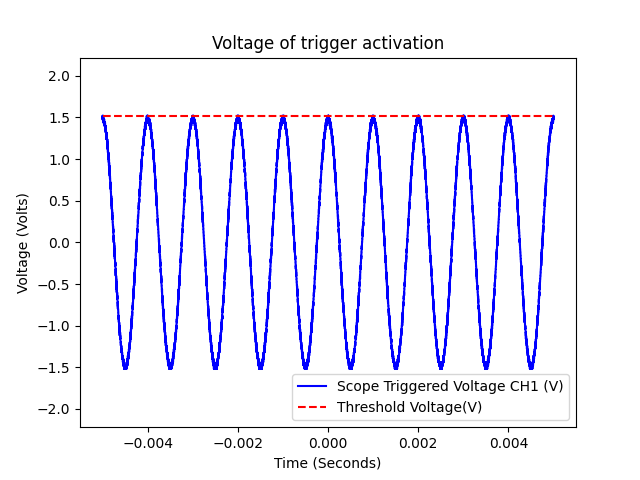 Voltage of trigger activation
2.0
1.5
1.0
0.5
0.0
−0.5
−1.0
−1.5
−2.0
Voltage (Volts)
Scope Triggered Voltage CH1 (V)
Threshold Voltage(V)
−0.004 −0.002 0.000 0.002 0.004
Time (Seconds)